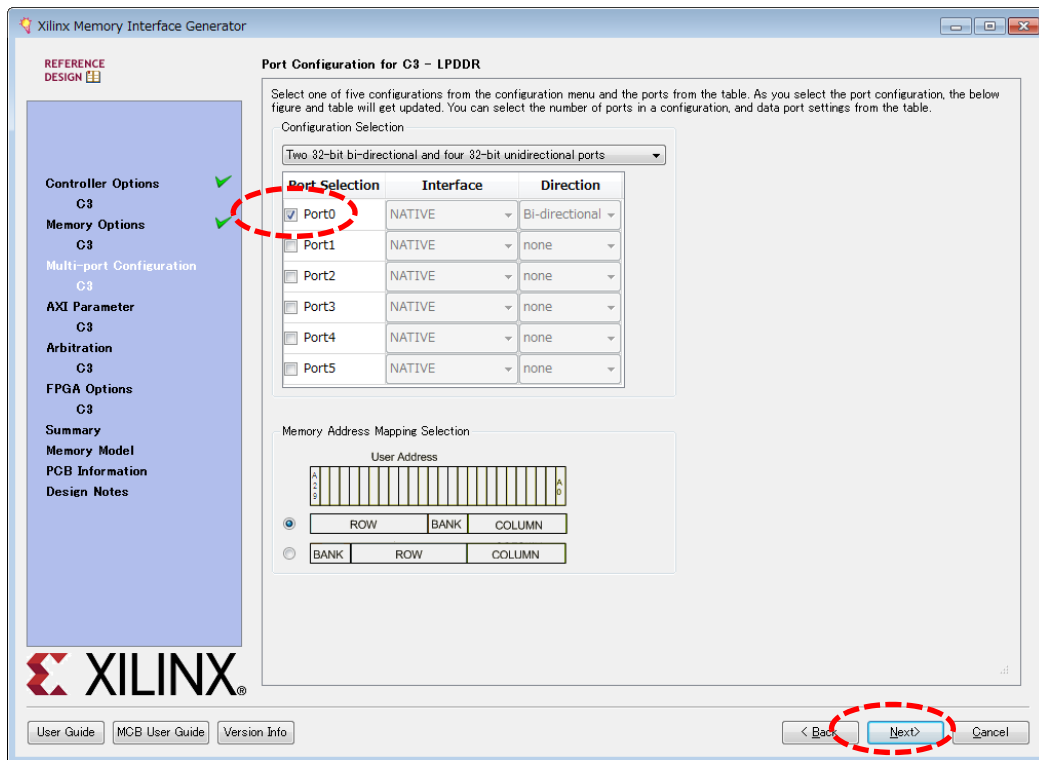 Xilinx Memory Interface Generator
REFERENCE
DESIGN
Controller Options
C3
Memory Options
C3
Multi-port Configuration
C3
AXI Parameter
C3
Arbitration
C3
FPGA Options
C3
Summary
Memory Model
PCB Information
Design Notes
XILINX®
Port Configuration for C3 - LPDDR
Select one of five configurations from the configuration menu and the ports from the table. As you select the port configuration, the below
figure and table will get updated. You can select the number of ports in a configuration, and data port settings from the table.
Configuration Selection
Two 32-bit bi-directional and four 32-bit unidirectional ports
Port Selection Interface Direction
Port0 NATIVE Bi-directional
Port1 NATIVE none
Port2 NATIVE none
Port3 NATIVE none
Port4 NATIVE none
Port5 NATIVE none
Memory Address Mapping Selection
User Address
A29 A0
ROW BANK COLUMN
BANK ROW COLUMN
User Guide MCB User Guide Version Info < Back Next> Cancel